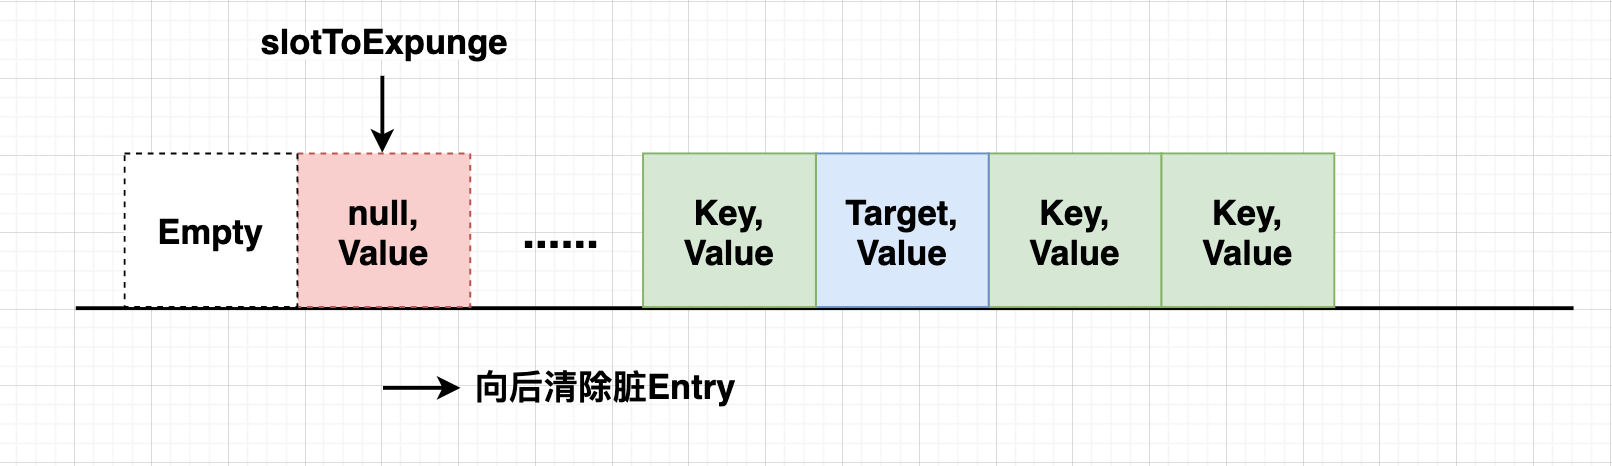 slotToExpunge
Empty
null,
Value
......
Key,
Value
Target,
Value
Key,
Value
Key,
Value
向后清除脏Entry